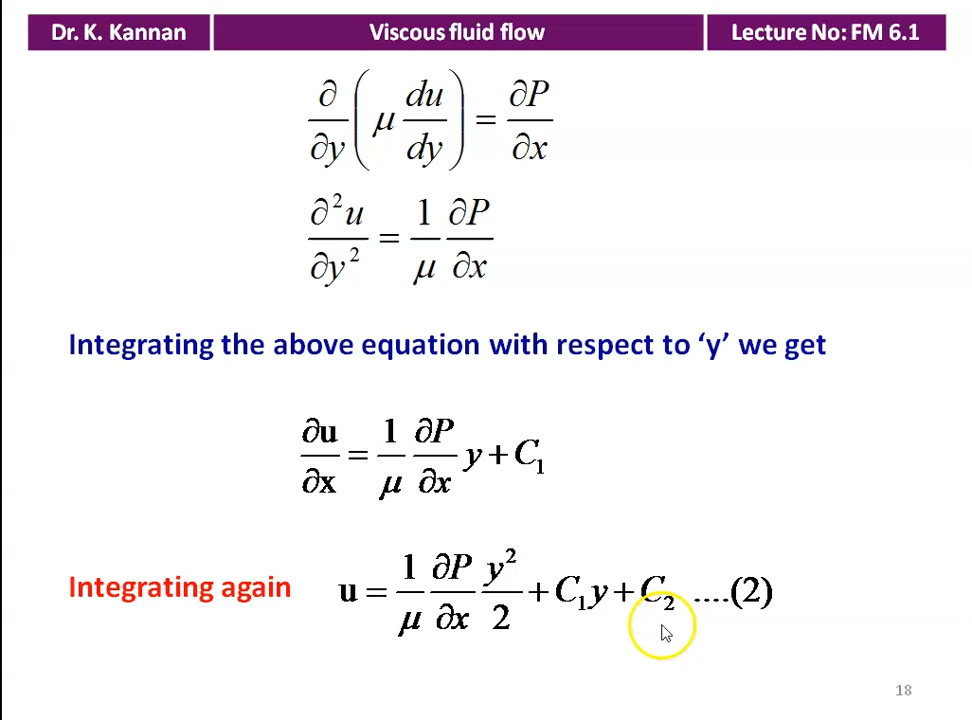 Dr. K. Kannan Viscous fluid flow Lecture No: FM 6.1
∂/∂y (μ du/dy) = ∂P/∂x
∂²u/∂y² = 1/μ ∂P/∂x
Integrating the above equation with respect to ‘y’ we get
∂u/∂x = 1/μ ∂P/∂x y + C₁
Integrating again u = 1/μ ∂P/∂x y²/2 + C₁y + C₂ ....(2)
18